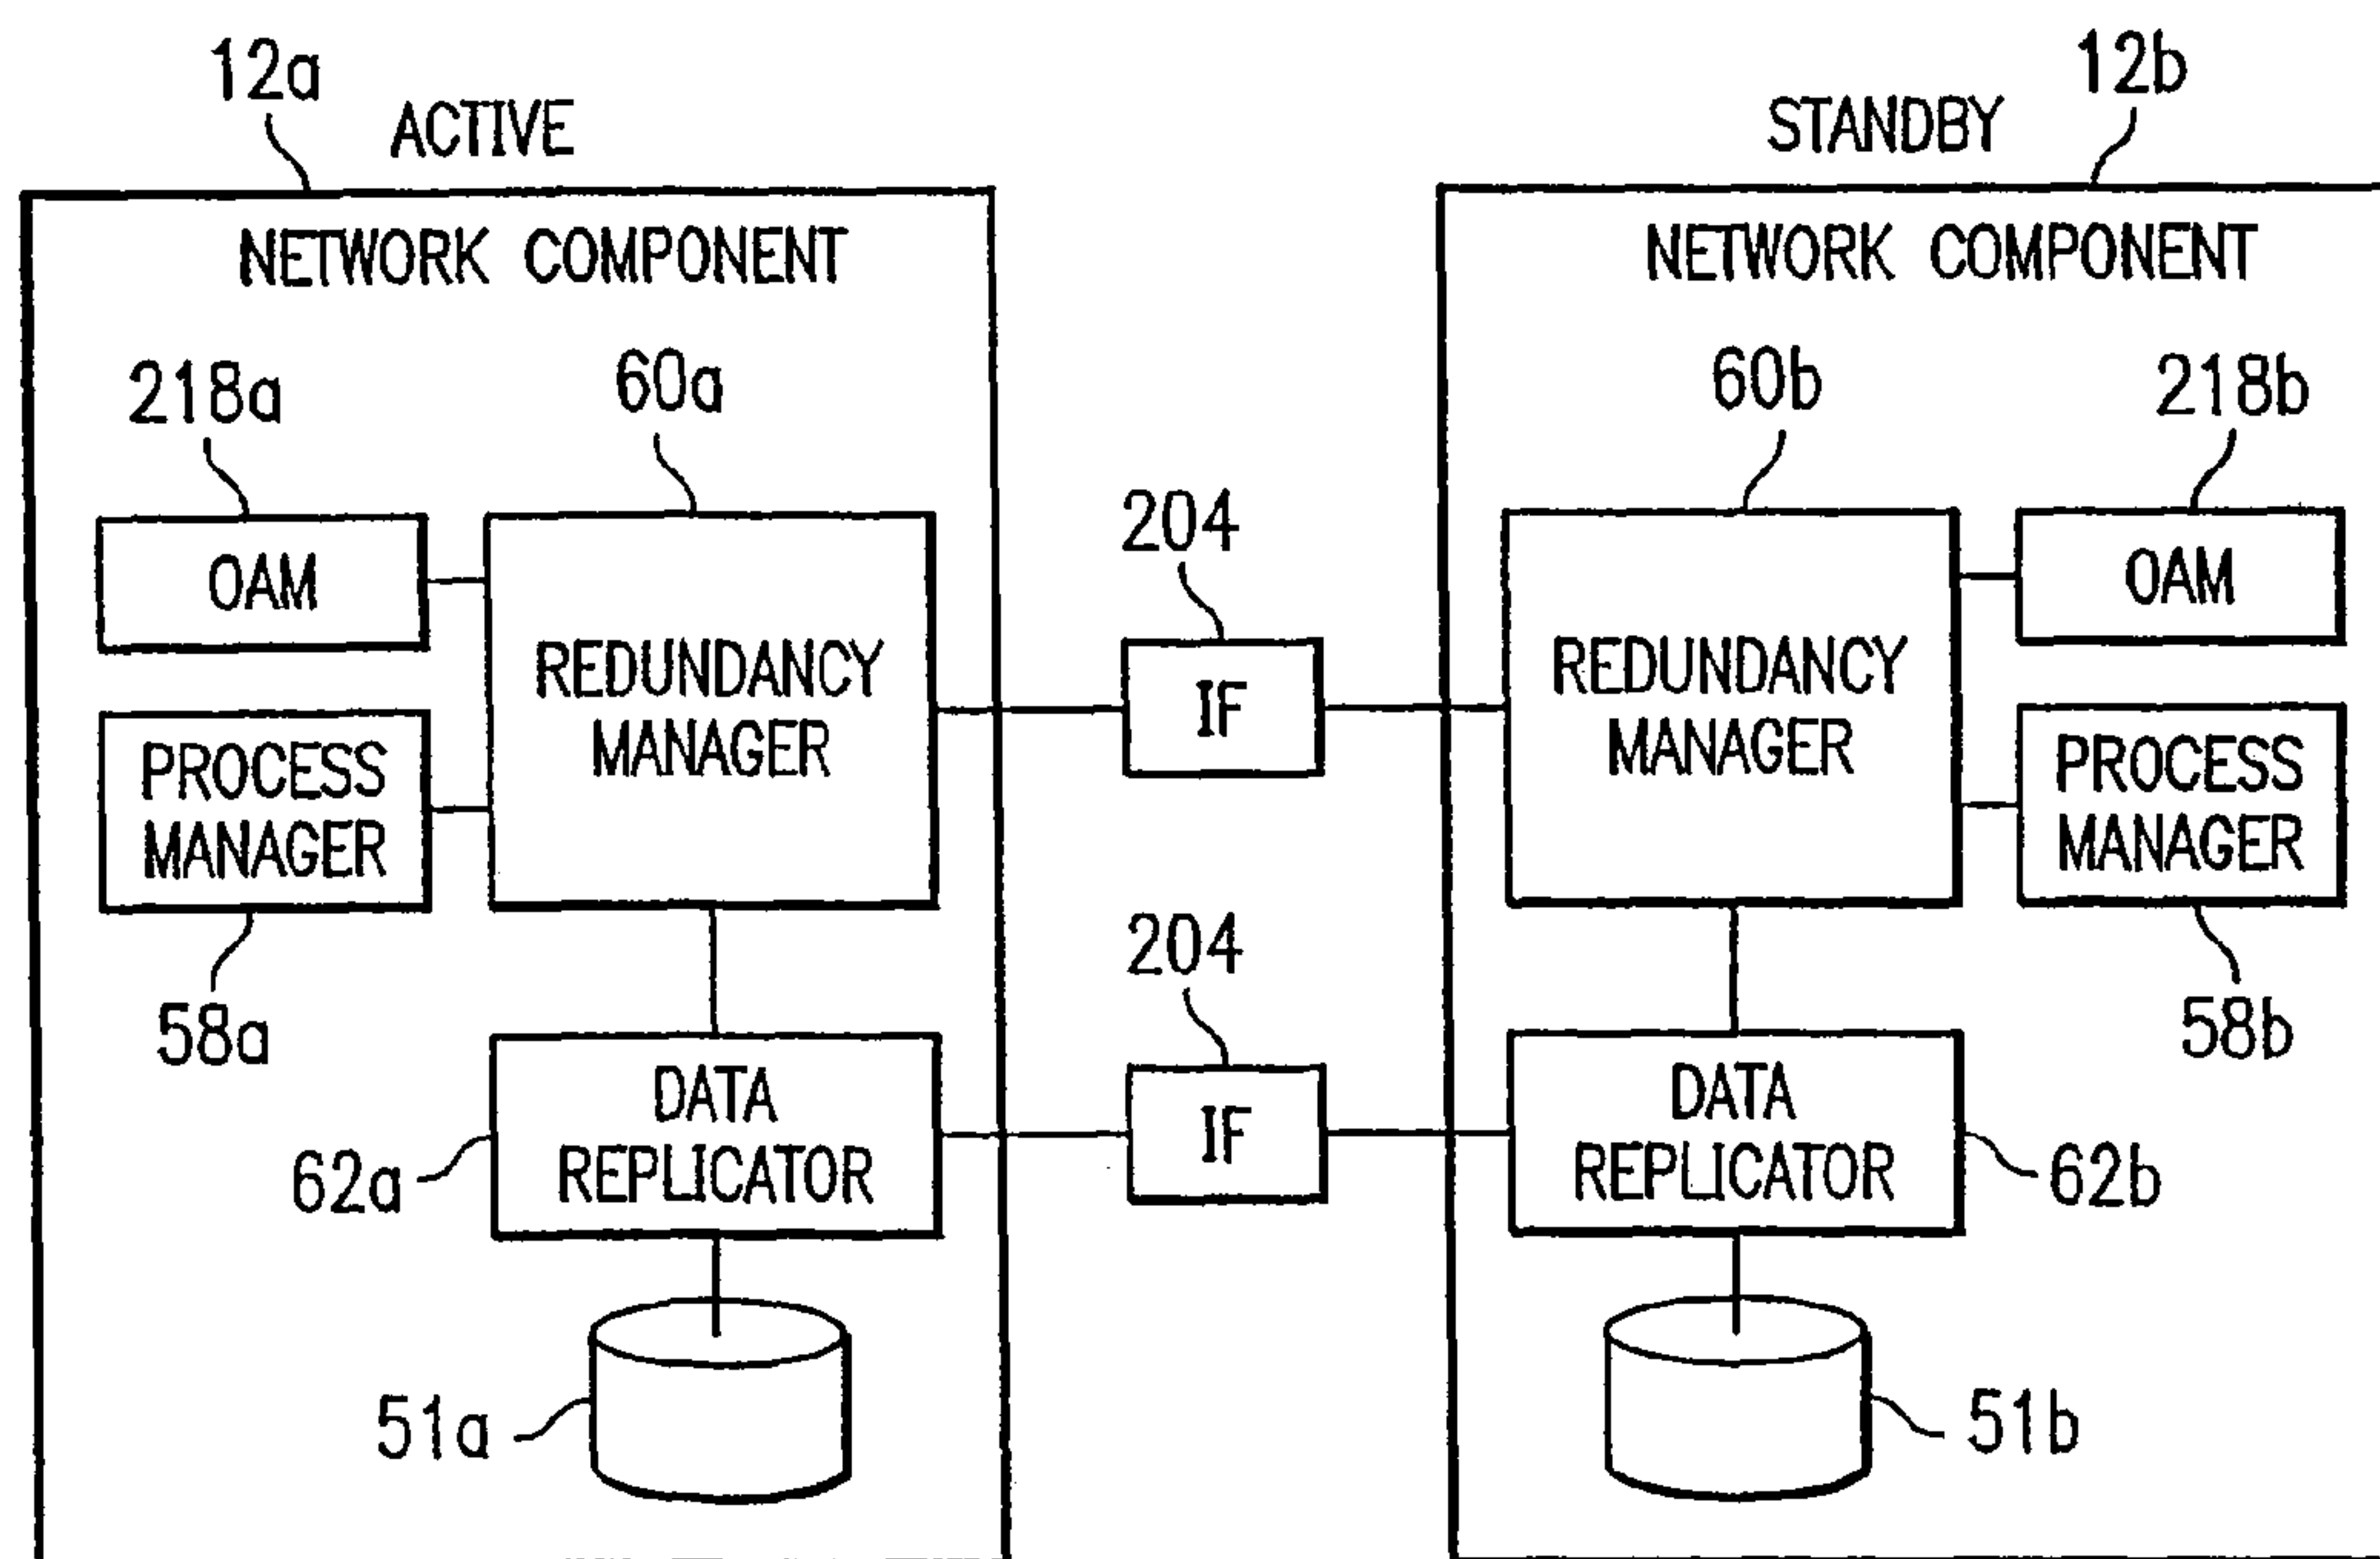 12a
ACTIVE
12b
STANDBY
NETWORK COMPONENT
NETWORK COMPONENT
218a
60a
60b
218b
204
OAM
REDUNDANCY
MANAGER
IF
REDUNDANCY
MANAGER
OAM
PROCESS
MANAGER
PROCESS
MANAGER
204
58a
58b
DATA
REPLICATOR
IF
DATA
REPLICATOR
62a
62b
51a
51b